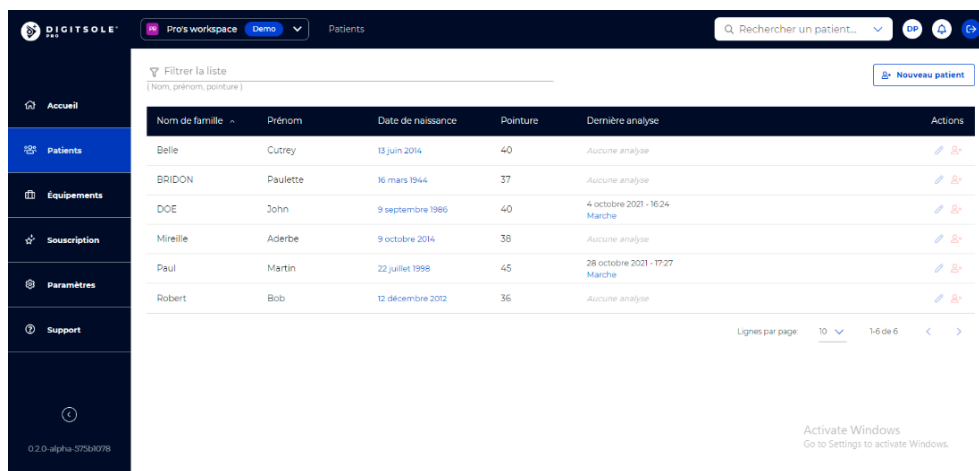 DIGITSOLE
PRO
PR Pro's workspace Demo
Patients
Rechercher un patient...
DP
Filtrer la liste
( Nom, prénom, pointure )
Nouveau patient
Accueil
Patients
Équipements
Souscription
Paramètres
Support
0.2.0-alpha-575b1078
Nom de famille Prénom Date de naissance Pointure Dernière analyse Actions
Belle Cutrey 13 juin 2014 40 Aucune analyse
BRIDON Paulette 16 mars 1944 37 Aucune analyse
DOE John 9 septembre 1986 40 4 octobre 2021 - 16:24
Marche
Mireille Aderbe 9 octobre 2014 38 Aucune analyse
Paul Martin 22 juillet 1998 45 28 octobre 2021 - 17:27
Marche
Robert Bob 12 décembre 2012 36 Aucune analyse
Lignes par page: 10 1-6 de 6
Activate Windows
Go to Settings to activate Windows.